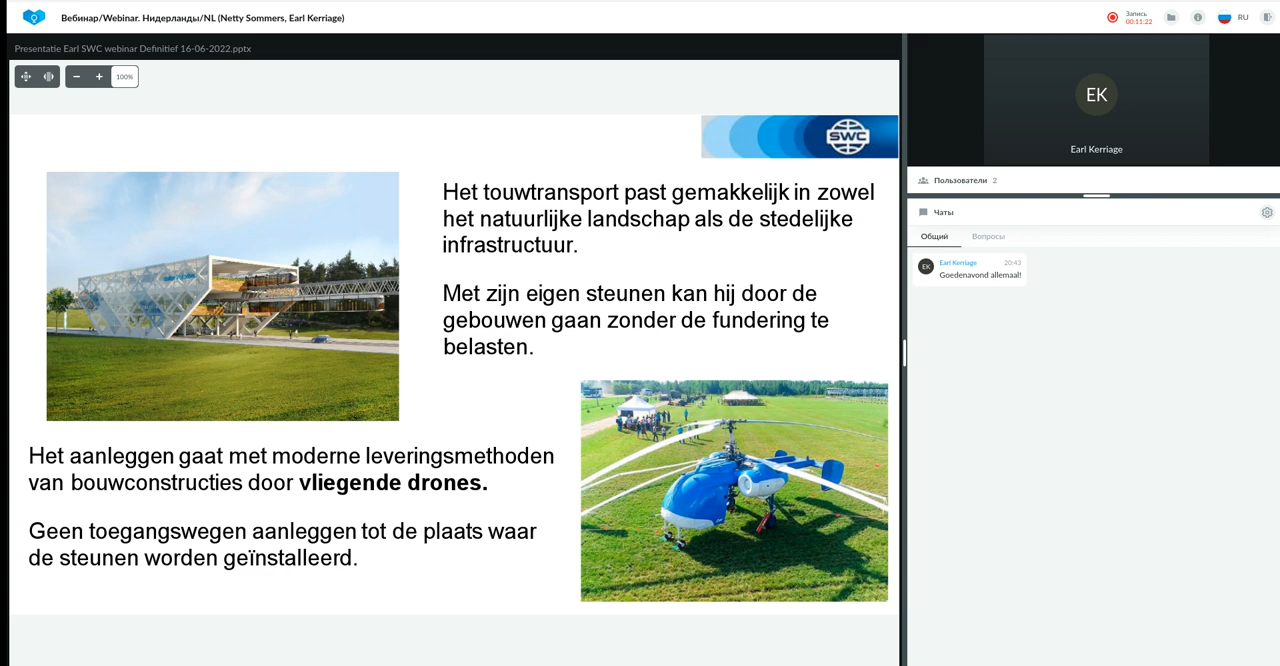 Вебинар/Webinar. Нидерланды/NL (Netty Sommers, Earl Kerriage)
Запись
00:11:22
RU
Presentatie Earl SWC webinar Definitief 16-06-2022.pptx
100%
SWC
Het touwtransport past gemakkelijk in zowel
het natuurlijke landschap als de stedelijke
infrastructuur.
Met zijn eigen steunen kan hij door de
gebouwen gaan zonder de fundering te
belasten.
Het aanleggen gaat met moderne leveringsmethoden
van bouwconstructies door vliegende drones.
Geen toegangswegen aanleggen tot de plaats waar
de steunen worden geïnstalleerd.
EK
Earl Kerriage
Пользователи 2
Чаты
Общий Вопросы
EK
Earl Kerriage 20:43
Goedenavond allemaal!